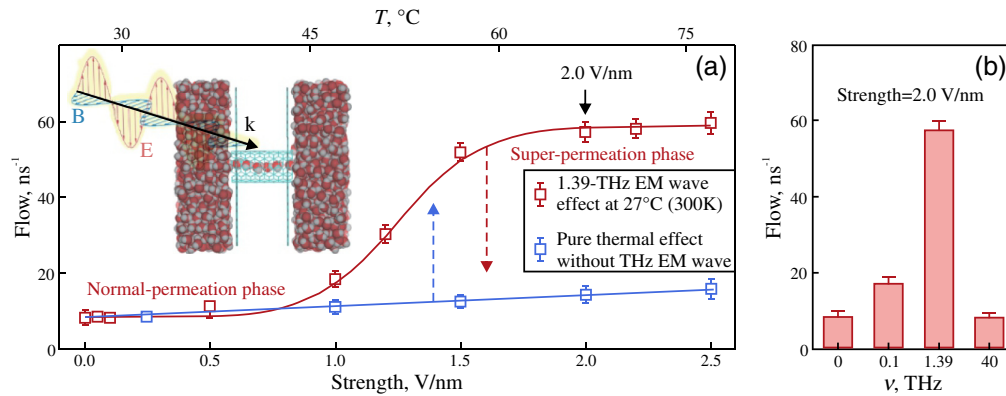 T, °C
30
45
60
75
(a)
80
60
40
20
0
Flow, ns⁻¹
B
E
k
2.0 V/nm
Super-permeation phase
1.39-THz EM wave
effect at 27°C (300K)
Pure thermal effect
without THz EM wave
Normal-permeation phase
0.0
0.5
1.0
1.5
2.0
2.5
Strength, V/nm
(b)
Strength=2.0 V/nm
80
60
40
20
0
Flow, ns⁻¹
0
0.1
1.39
40
ν, THz